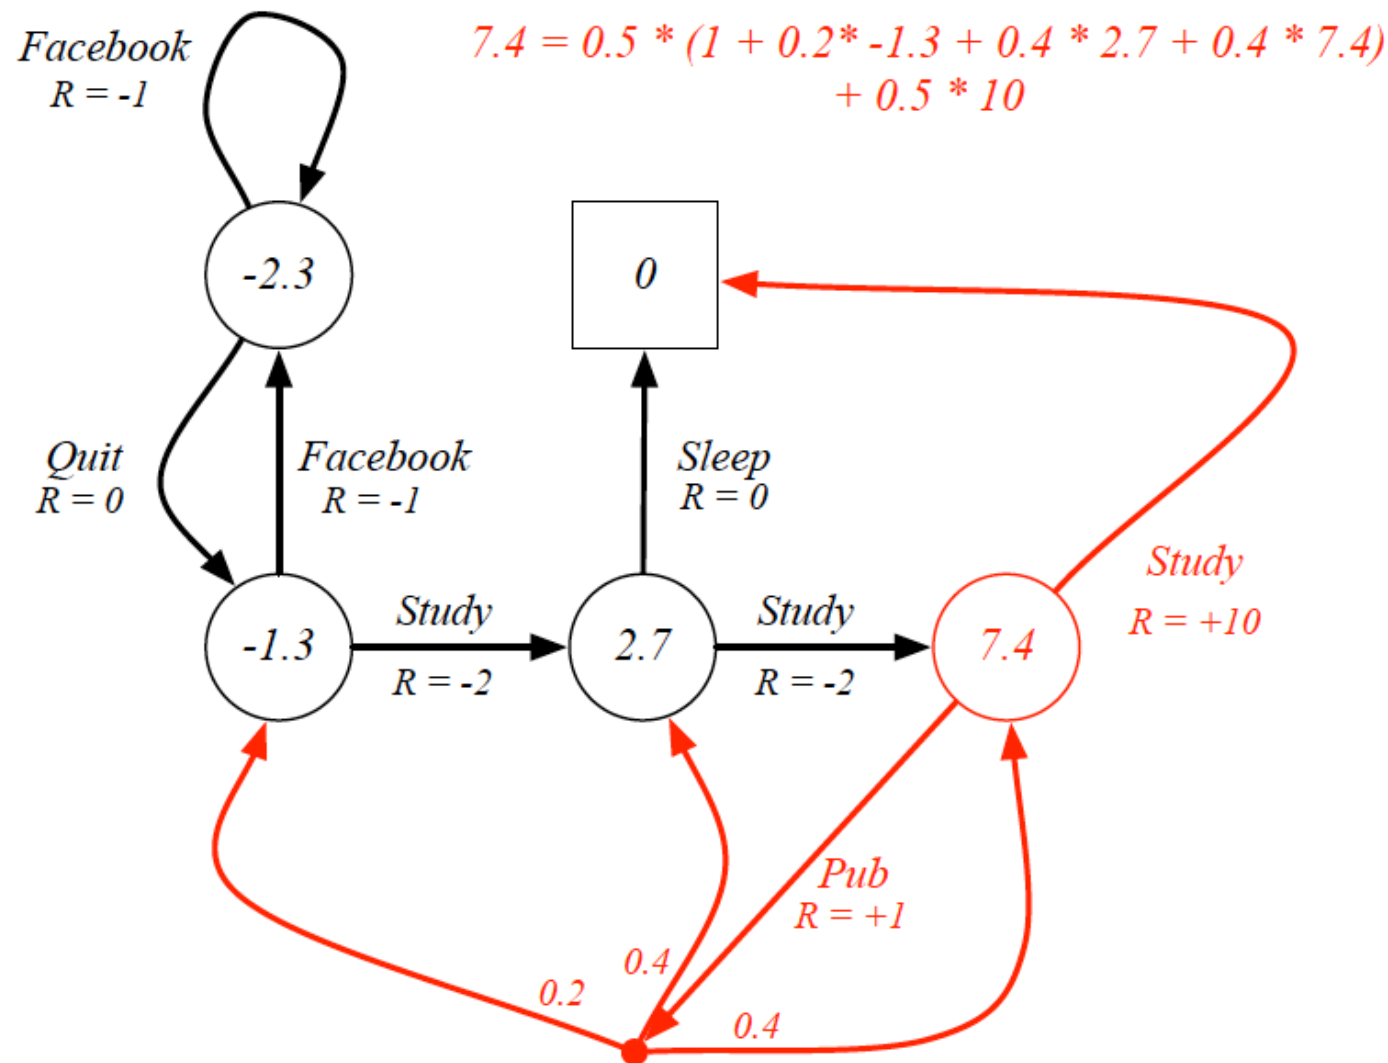 Facebook
R = -1
7.4 = 0.5 * (1 + 0.2* -1.3 + 0.4 * 2.7 + 0.4 * 7.4)
+ 0.5 * 10
-2.3
0
Quit
R = 0
Facebook
R = -1
Sleep
R = 0
Study
R = +10
-1.3
Study
R = -2
2.7
Study
R = -2
7.4
Pub
R = +1
0.2
0.4
0.4